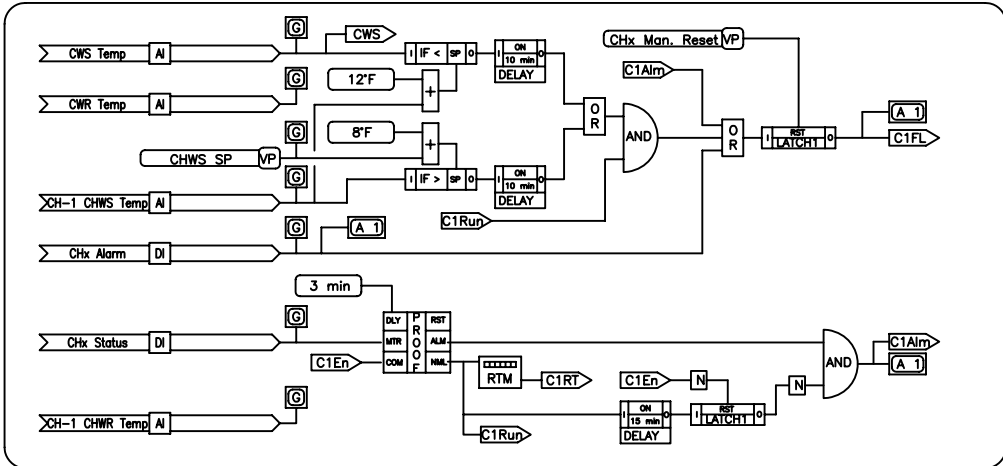 G
CWS
CHx Man. Reset VP
CWS Temp AI
I IF < SP O
I ON 10 min O
DELAY
C1Alm
G
12°F
+
CWR Temp AI
OR
AND
OR
I RST O
LATCH1
A 1
C1FL
G
8°F
+
CHWS SP VP
G
I IF > SP O
I ON 10 min O
DELAY
CH-1 CHWS Temp AI
C1Run
G
A 1
CHx Alarm DI
3 min
G
DLY PROOF RST
CHx Status DI
MTR ALM
C1En
COM NML
RTM
C1RT
C1En
N
AND
C1Alm
A 1
N
G
I ON 15 min O
DELAY
I RST O
LATCH1
CH-1 CHWR Temp AI
C1Run